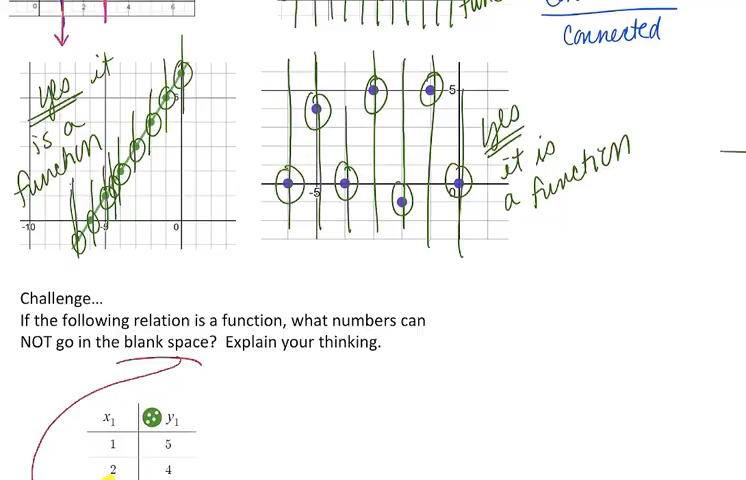 0 2 4 6
func
Connected
yes it
is a
function
5
-10 -5 0
5
-5 0
yes
it is
a function
Challenge...
If the following relation is a function, what numbers can
NOT go in the blank space? Explain your thinking.
x₁ y₁
1 5
2 4